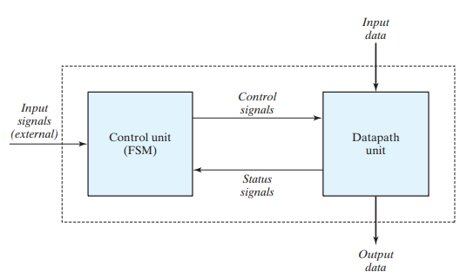 Input
data
Control
signals
Input
signals
(external)
Control unit
(FSM)
Datapath
unit
Status
signals
Output
data